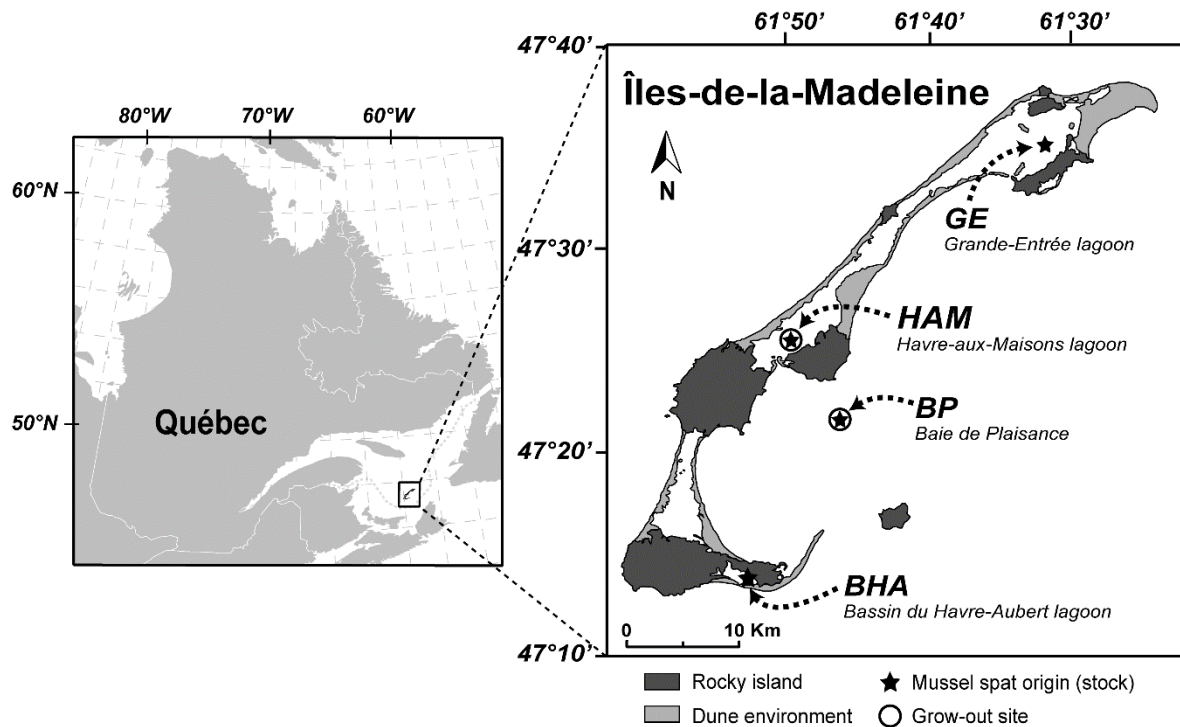 80°W 70°W 60°W
60°N
50°N
Québec
61°50’ 61°40’ 61°30’
47°40’
47°30’
47°20’
47°10’
Îles-de-la-Madeleine
N
GE
Grande-Entrée lagoon
HAM
Havre-aux-Maisons lagoon
BP
Baie de Plaisance
BHA
Bassin du Havre-Aubert lagoon
0 10 Km
Rocky island
Mussel spat origin (stock)
Dune environment
Grow-out site